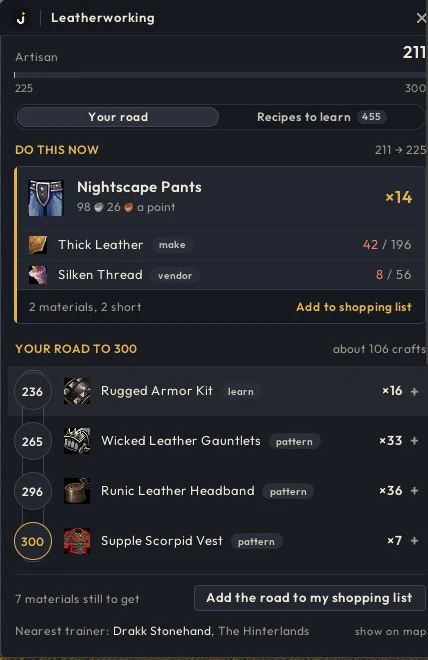 Leatherworking
Artisan 211
225 300
Your road Recipes to learn 455
DO THIS NOW 211 → 225
Nightscape Pants ×14
98 26 a point
Thick Leather make 42 / 196
Silken Thread vendor 8 / 56
2 materials, 2 short Add to shopping list
YOUR ROAD TO 300 about 106 crafts
236 Rugged Armor Kit learn ×16 +
265 Wicked Leather Gauntlets pattern ×33 +
296 Runic Leather Headband pattern ×36 +
300 Supple Scorpid Vest pattern ×7 +
7 materials still to get Add the road to my shopping list
Nearest trainer: Drakk Stonehand, The Hinterlands show on map